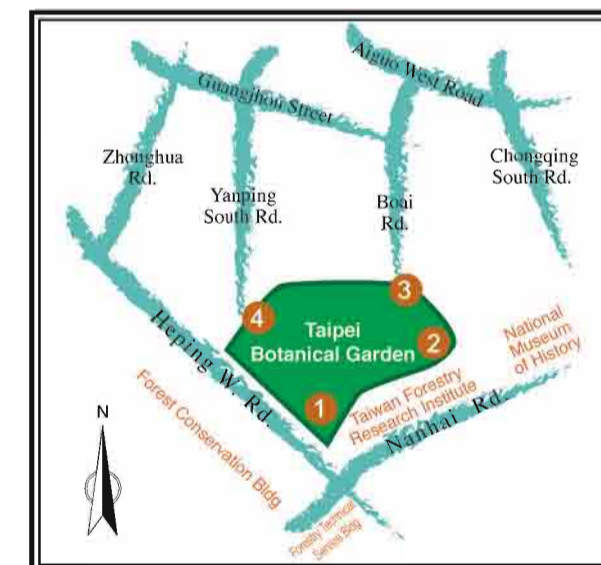 Aiguo West Road
Guangjhou Street
Zhonghua
Rd.
Yanping
South Rd.
Boai
Rd.
Chongqing
South Rd.
3
4
Taipei
Botanical Garden
2
1
National
Museum
of History
Heping W. Rd.
Taiwan Forestry
Research Institute
Nanhai Rd.
Forest Conservation Bldg
N
Forestry Technical
Service Bldg